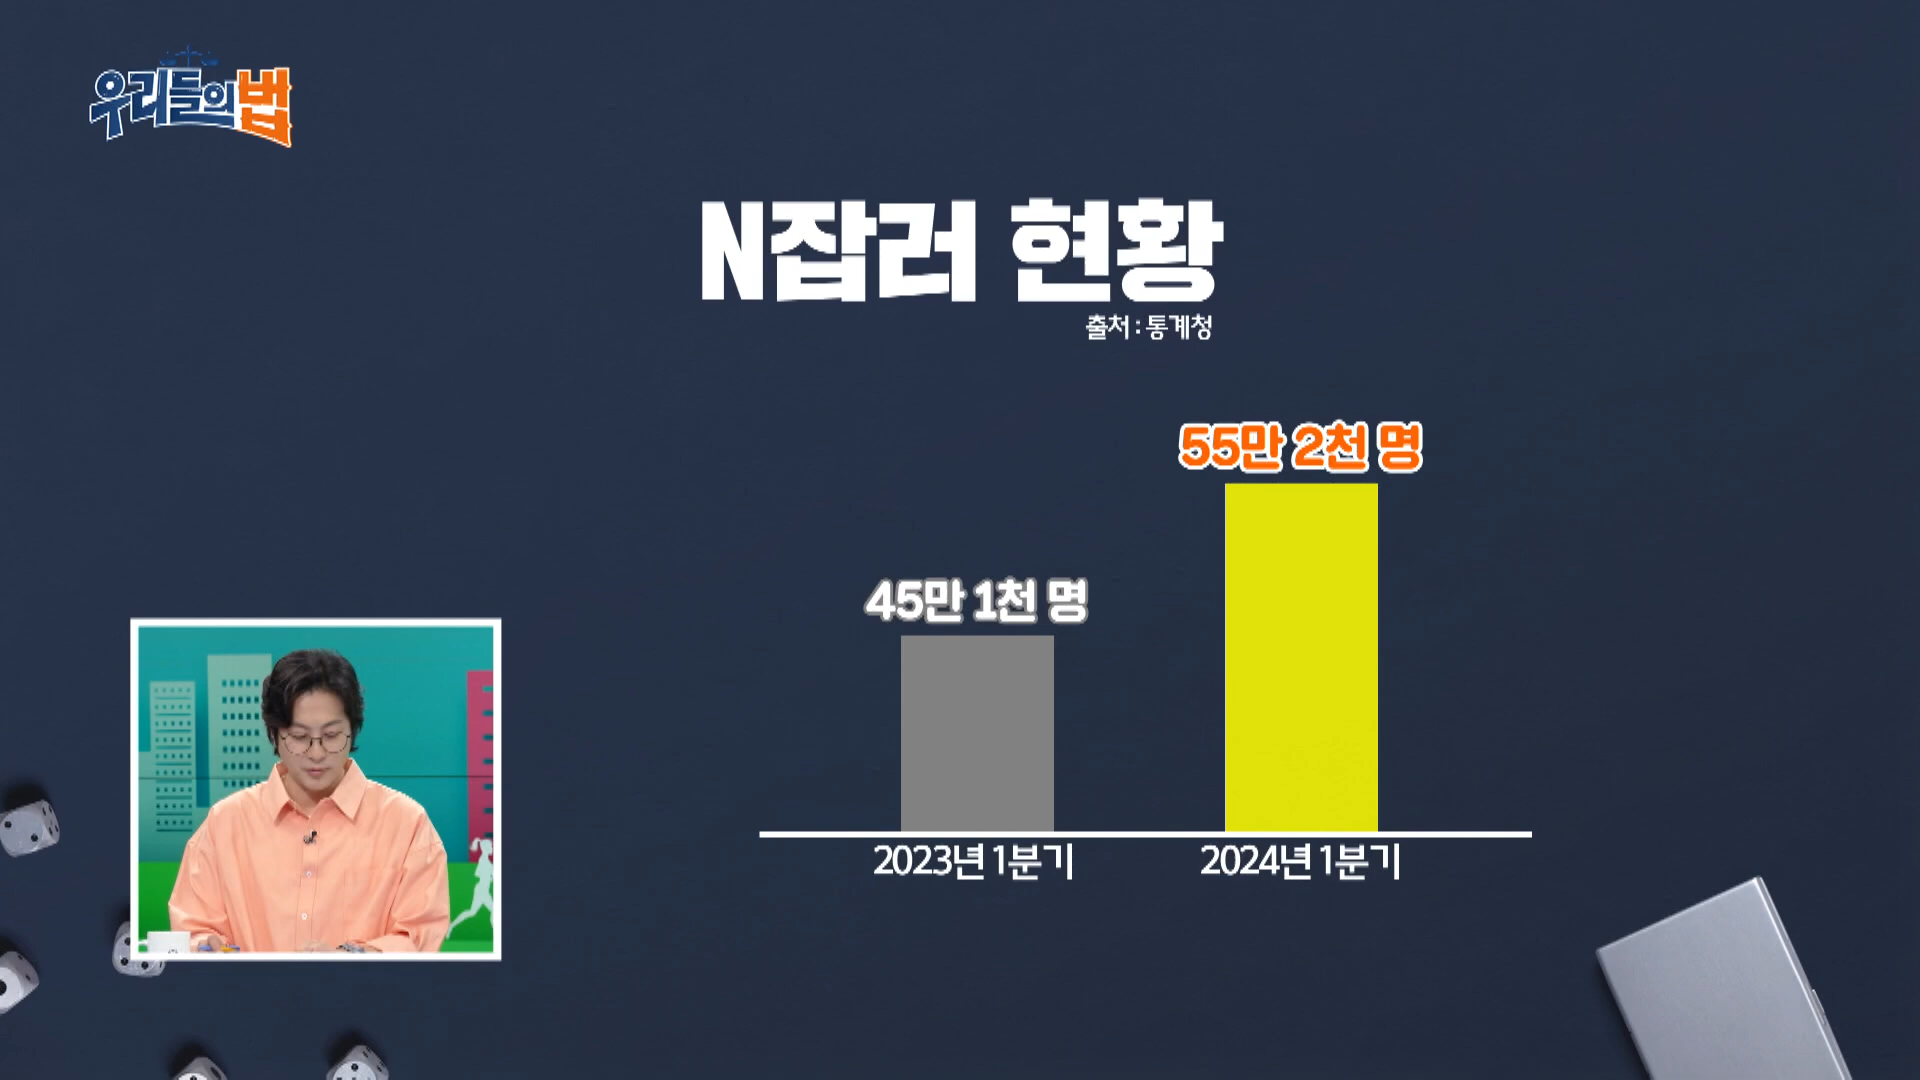 우리들의법
N잡러 현황
출처 : 통계청
55만 2천 명
45만 1천 명
2023년 1분기
2024년 1분기